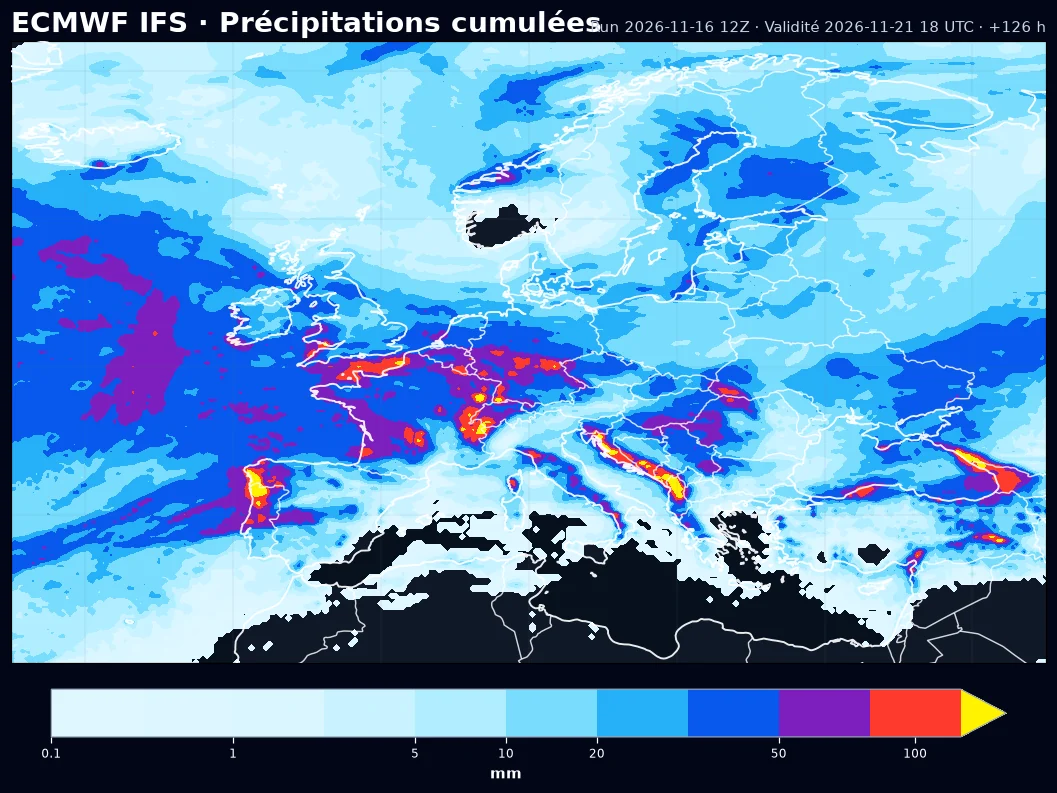 ECMWF IFS · Précipitations cumulées
Run 2026-11-16 12Z · Validité 2026-11-21 18 UTC · +126 h
0.1 1 5 10 20 50 100
mm